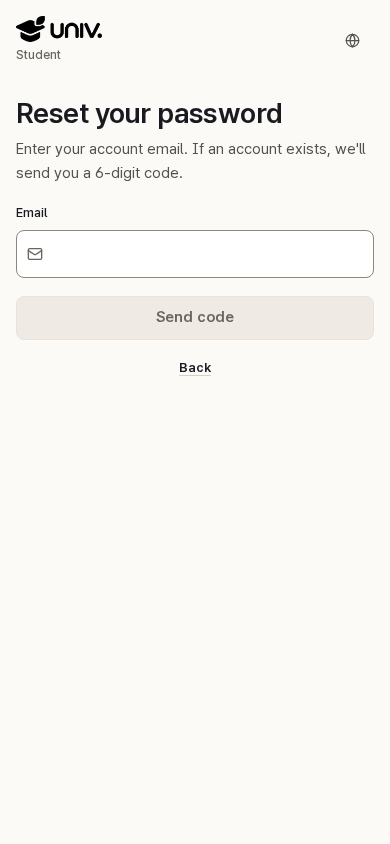 UNIV.
Student
Reset your password
Enter your account email. If an account exists, we'll
send you a 6-digit code.
Email
Send code
Back